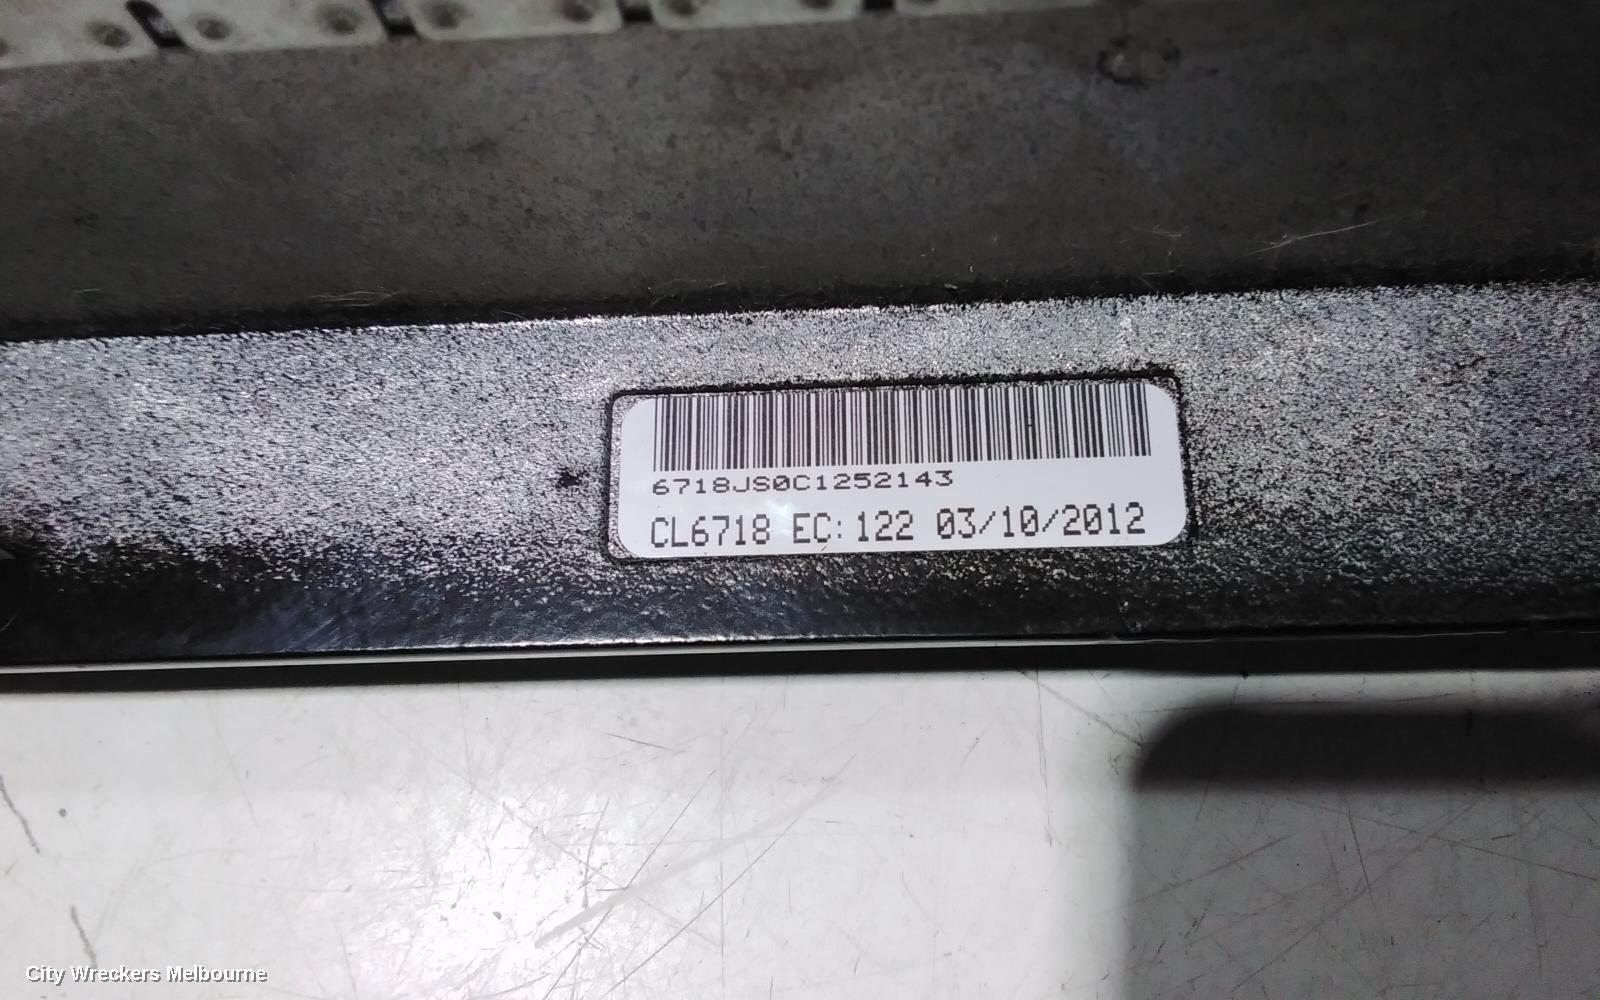 6718JS0C1252143
CL6718 EC: 122 03/10/2012
City Wreckers Melbourne